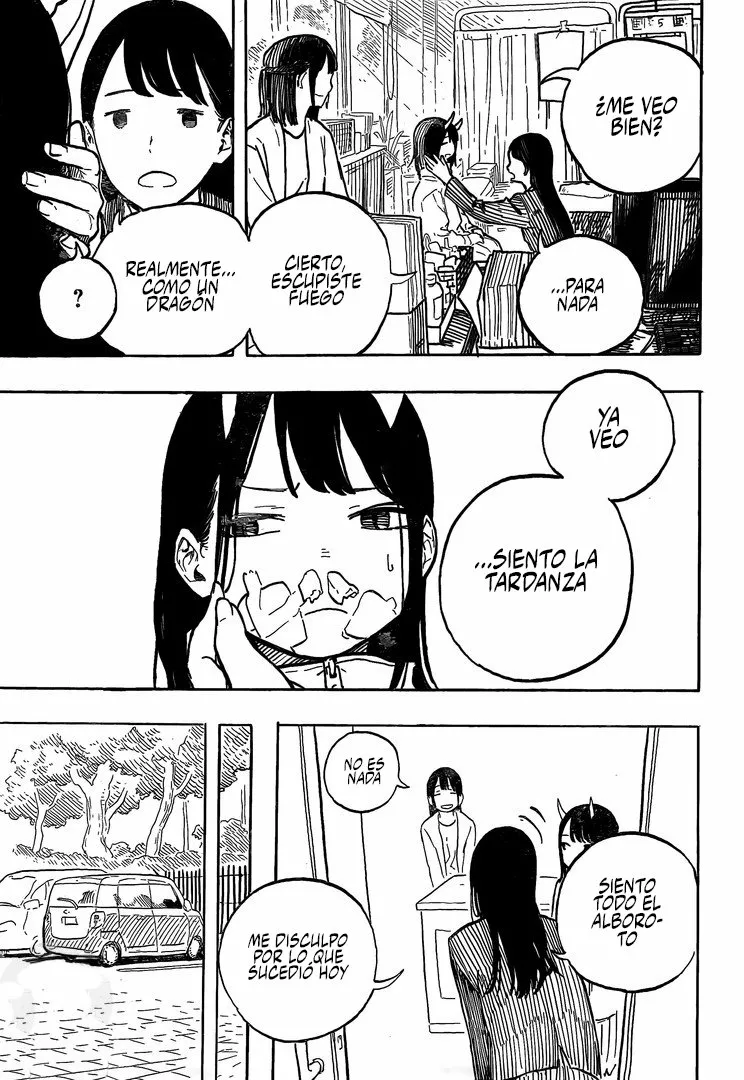 ¿ME VEO
BIEN?
...PARA
NADA
CIERTO,
ESCUPISTE
FUEGO
REALMENTE...
COMO UN
DRAGÓN
?
YA
VEO
...SIENTO LA
TARDANZA
SIENTO
TODO EL
ALBORO-
TO
NO ES
NADA
ME DISCULPO
POR LO QUE
SUCEDIÓ HOY
5